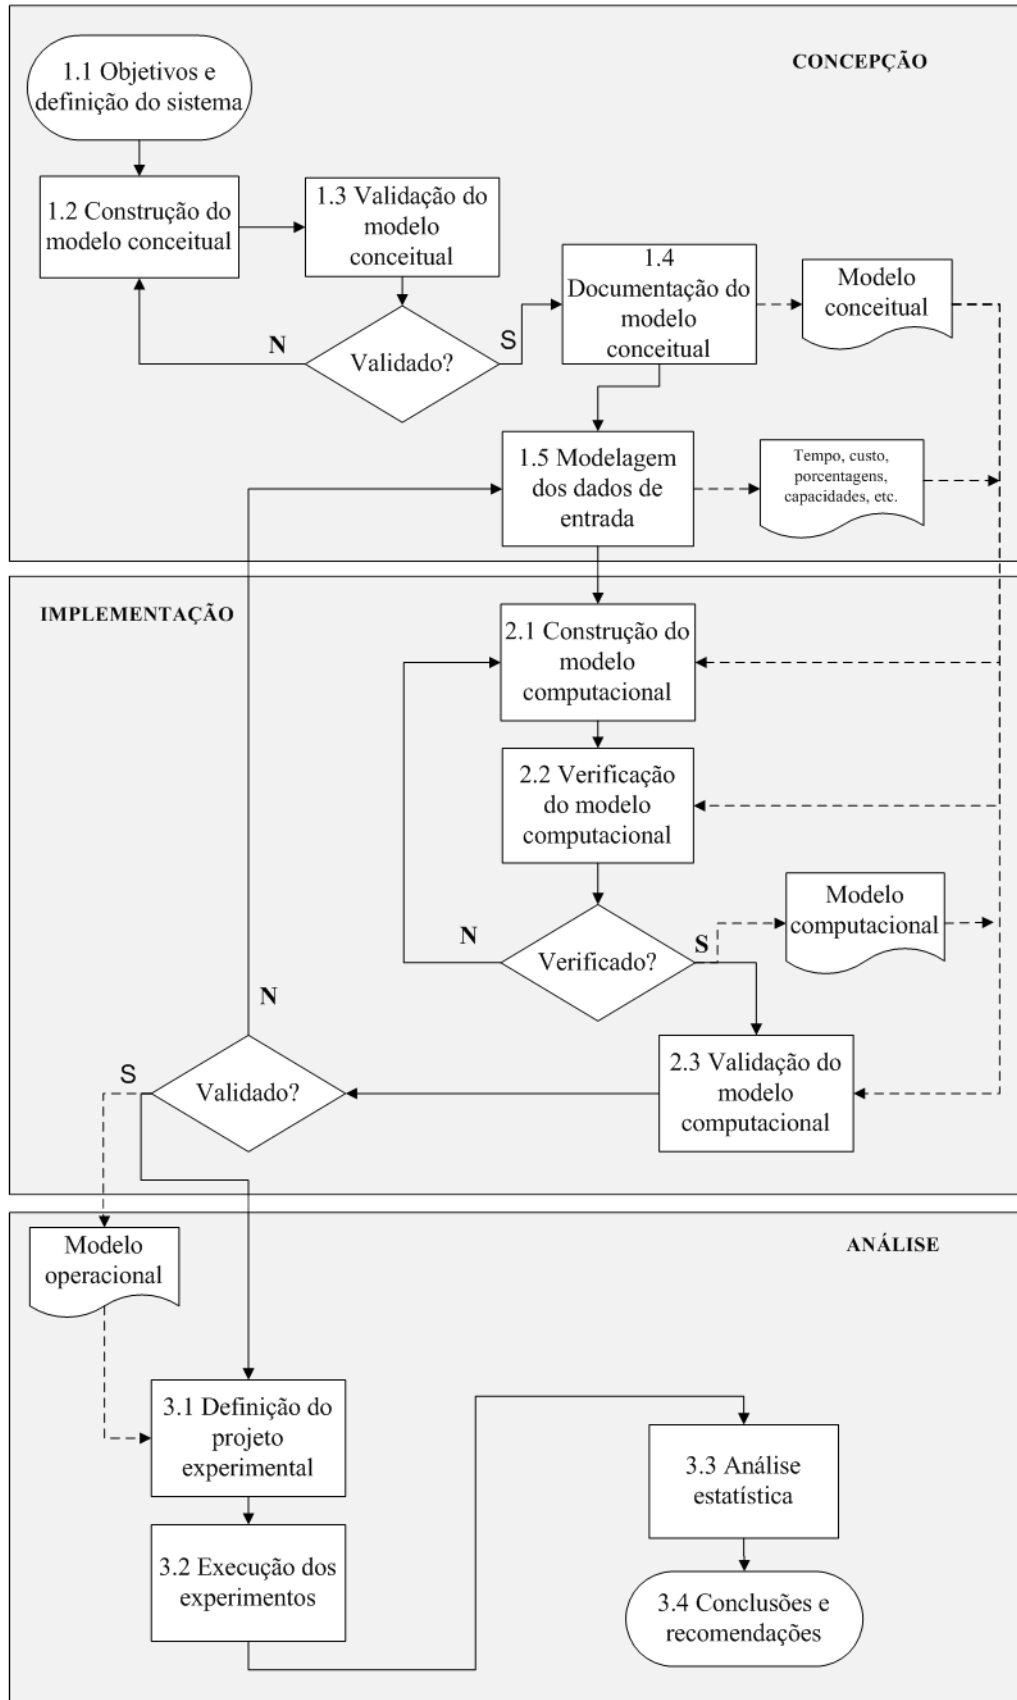 CONCEPÇÃO
1.1 Objetivos e
definição do sistema
1.2 Construção do
modelo conceitual
1.3 Validação do
modelo
conceitual
Validado?
N
S
1.4
Documentação do
modelo
conceitual
Modelo
conceitual
1.5 Modelagem
dos dados de
entrada
Tempo, custo,
porcentagens,
capacidades, etc.
IMPLEMENTAÇÃO
2.1 Construção do
modelo
computacional
2.2 Verificação
do modelo
computacional
Verificado?
N
S
Modelo
computacional
2.3 Validação do
modelo
computacional
Validado?
N
S
ANÁLISE
Modelo
operacional
3.1 Definição do
projeto
experimental
3.2 Execução dos
experimentos
3.3 Análise
estatística
3.4 Conclusões e
recomendações